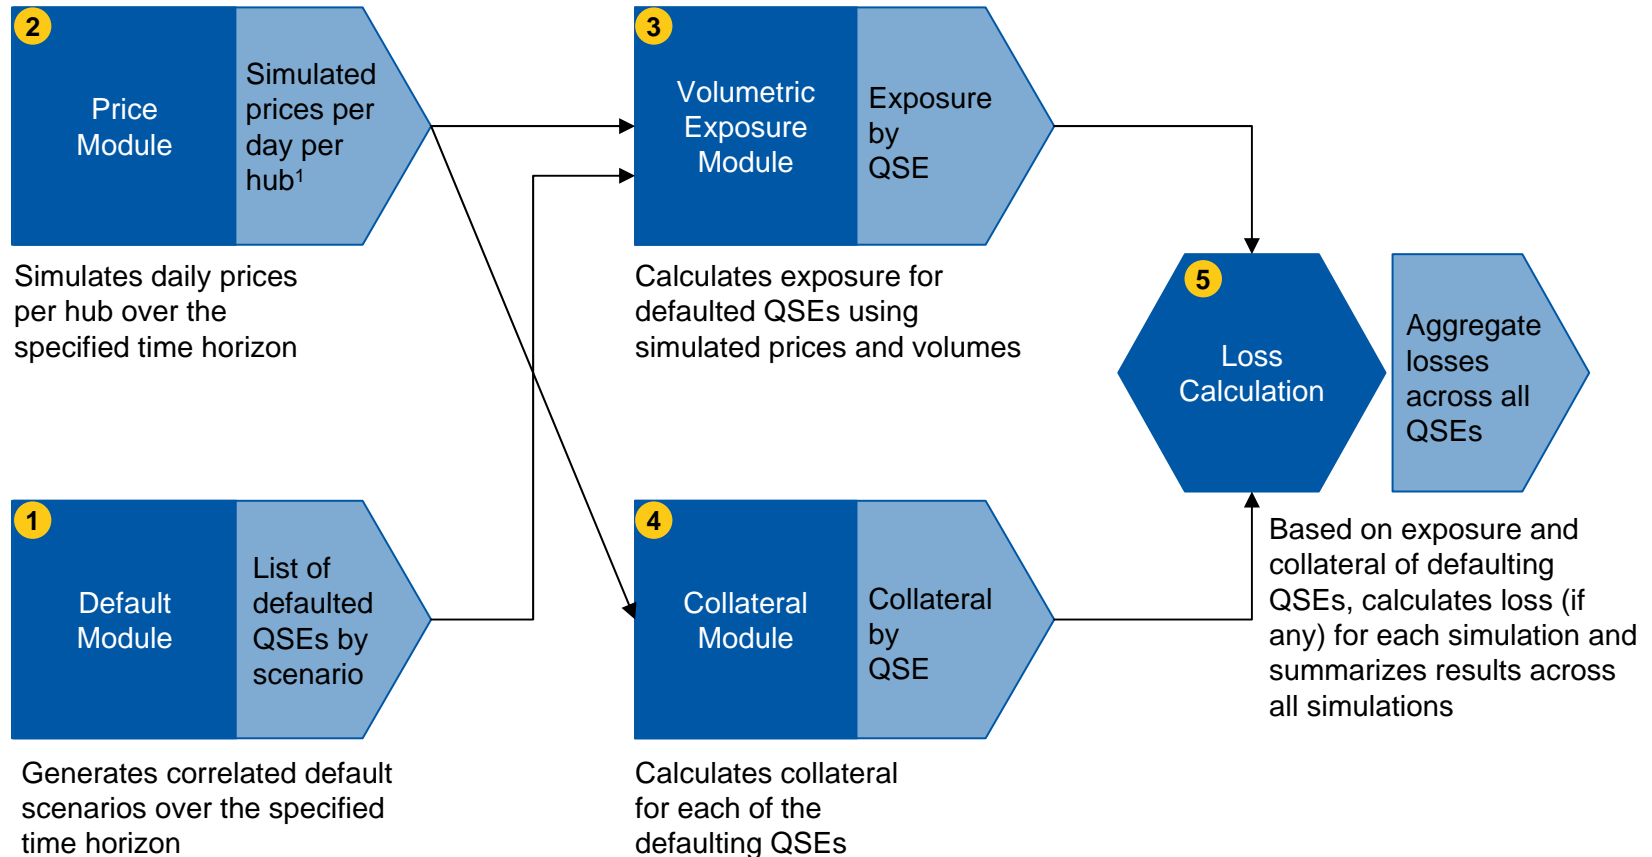 2
Price
Module
Simulated
prices per
day per
hub¹
Simulates daily prices
per hub over the
specified time horizon
3
Volumetric
Exposure
Module
Exposure
by
QSE
Calculates exposure for
defaulted QSEs using
simulated prices and volumes
1
Default
Module
List of
defaulted
QSEs by
scenario
Generates correlated default
scenarios over the specified
time horizon
4
Collateral
Module
Collateral
by
QSE
Calculates collateral
for each of the
defaulting QSEs
5
Loss
Calculation
Aggregate
losses
across all
QSEs
Based on exposure and
collateral of defaulting
QSEs, calculates loss (if
any) for each simulation and
summarizes results across
all simulations